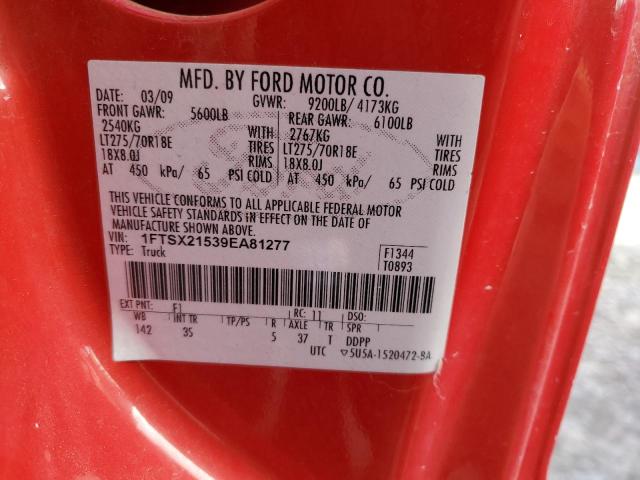 MFD. BY FORD MOTOR CO.
DATE: 03/09 GVWR: 9200LB/ 4173KG
FRONT GAWR: 5600LB REAR GAWR: 6100LB
2540KG WITH 2767KG WITH
LT275/70R18E TIRES LT275/70R18E TIRES
18X8.0J RIMS 18X8.0J RIMS
AT 450 kPa/ 65 PSI COLD AT 450 kPa/ 65 PSI COLD
THIS VEHICLE CONFORMS TO ALL APPLICABLE FEDERAL MOTOR
VEHICLE SAFETY STANDARDS IN EFFECT ON THE DATE OF
MANUFACTURE SHOWN ABOVE.
VIN: 1FTSX21539EA81277 F1344
TYPE: Truck T0893
EXT PNT: F1 RC: 11 DSO:
WB INT TR TP/PS R AXLE TR SPR
142 35 5 37 T DDPP
UTC ▽5U5A-1520472-BA